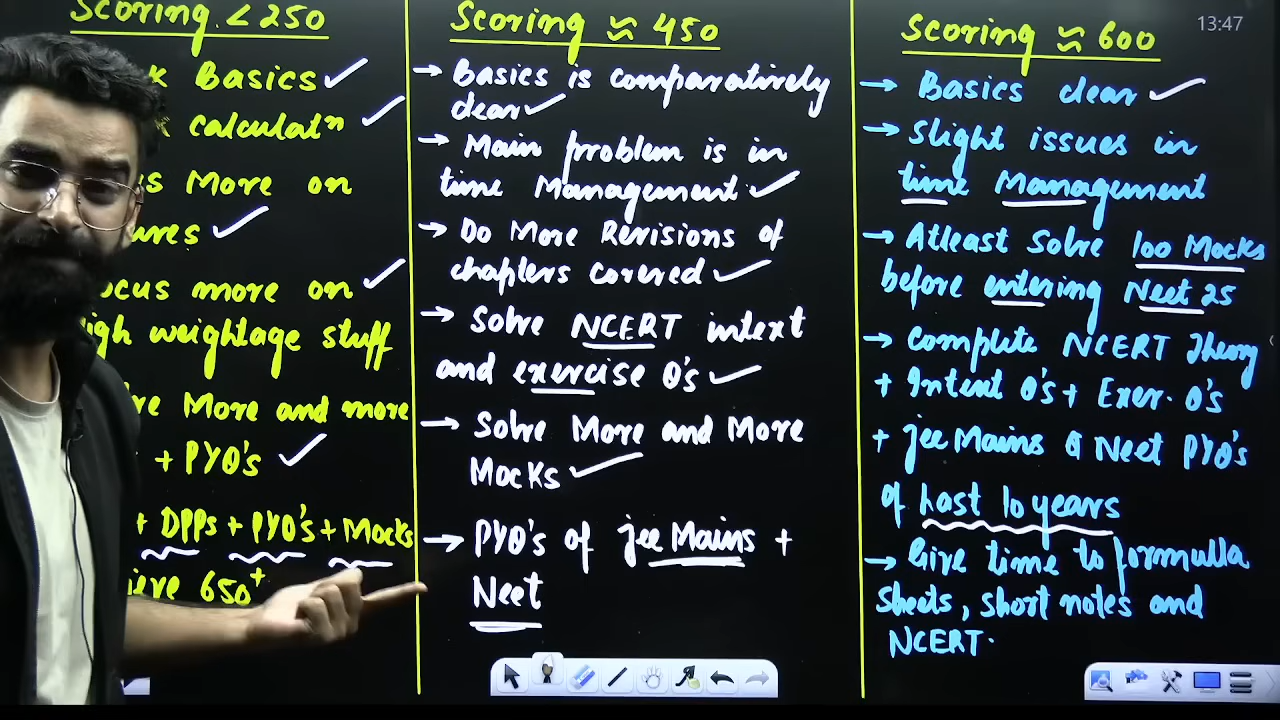 Scoring < 250
Basics
calculatⁿ
More on
ocus more on
igh weightage stuff
More and more
+ PYQ's
+ DPPs + PYQ's + Mocks
650⁺
Scoring ≈ 450
→ Basics is comparatively
clear
→ Main problem is in
time Management
→ Do More Revisions of
chapters covered
→ Solve NCERT intext
and exercise Q's
→ Solve More and More
Mocks
→ PYQ's of jee Mains +
Neet
13:47
Scoring ≈ 600
→ Basics clear
→ Slight issues in
time Management
→ Atleast Solve 100 Mocks
before entering Neet 25
→ Complete NCERT Theory
+ Intext Q's + Exer. Q's
+ jee Mains & Neet PYQ's
of Last 10 years
→ Give time to formulla
sheets, short notes and
NCERT.